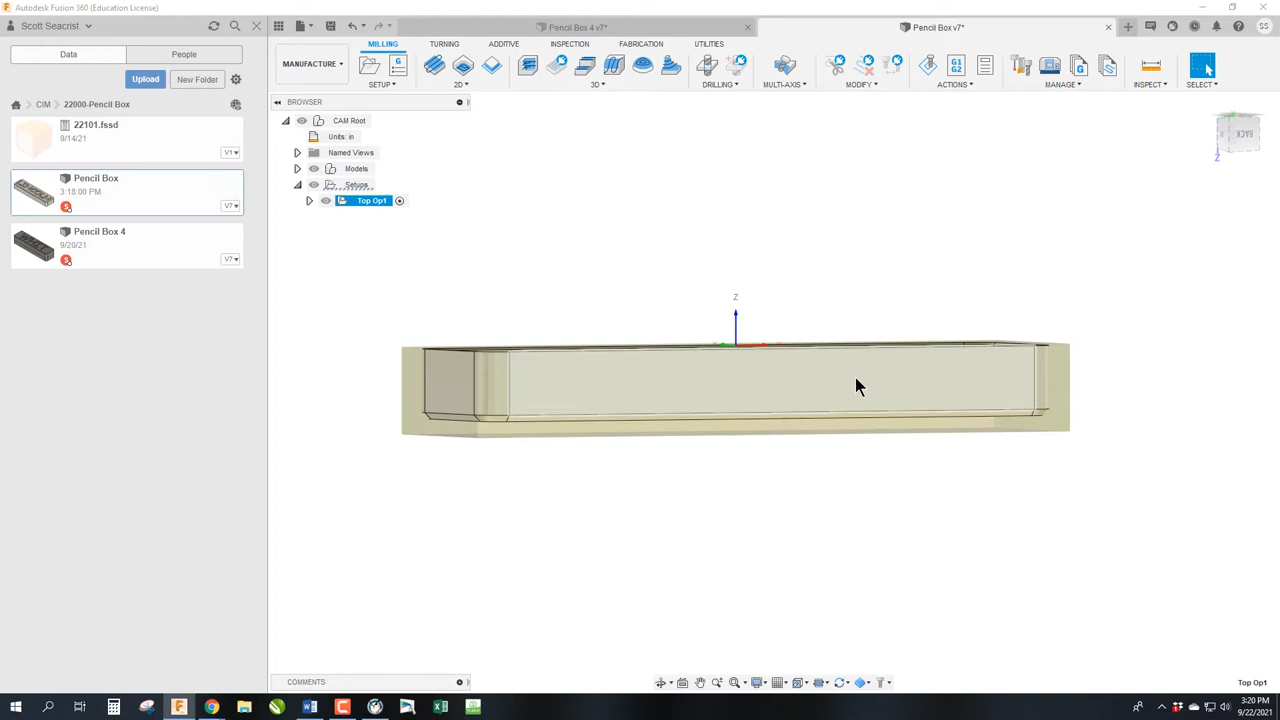 Autodesk Fusion 360 (Education License)
Scott Seacrist
Pencil Box 4 v7*
Pencil Box v7*
SS
Data
People
MILLING
TURNING
ADDITIVE
INSPECTION
FABRICATION
UTILITIES
MANUFACTURE
Upload
New Folder
SETUP
2D
3D
DRILLING
MULTI-AXIS
MODIFY
ACTIONS
MANAGE
INSPECT
SELECT
CIM
22000-Pencil Box
BROWSER
22101.fssd
9/14/21
V1
CAM Root
Units: in
Named Views
Models
Setups
Top Op1
BACK
Z
Pencil Box
3:18:00 PM
V7
Pencil Box 4
9/20/21
V7
Z
COMMENTS
Top Op1
3:20 PM
9/22/2021